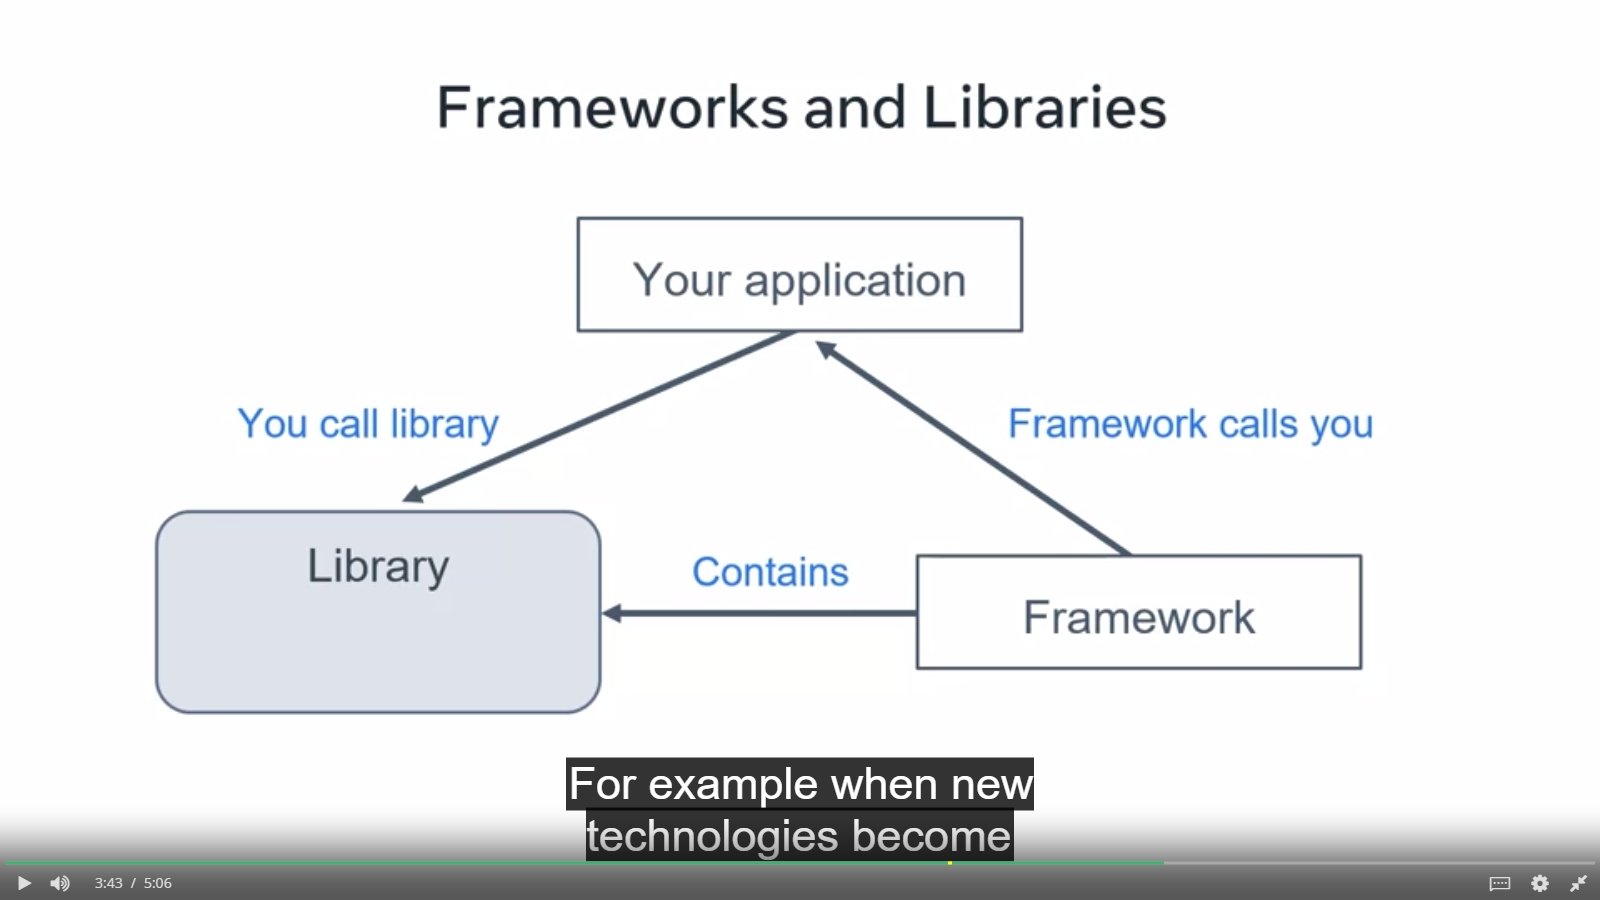 Frameworks and Libraries
Your application
You call library
Framework calls you
Library
Contains
Framework
For example when new
technologies become
3:43 / 5:06